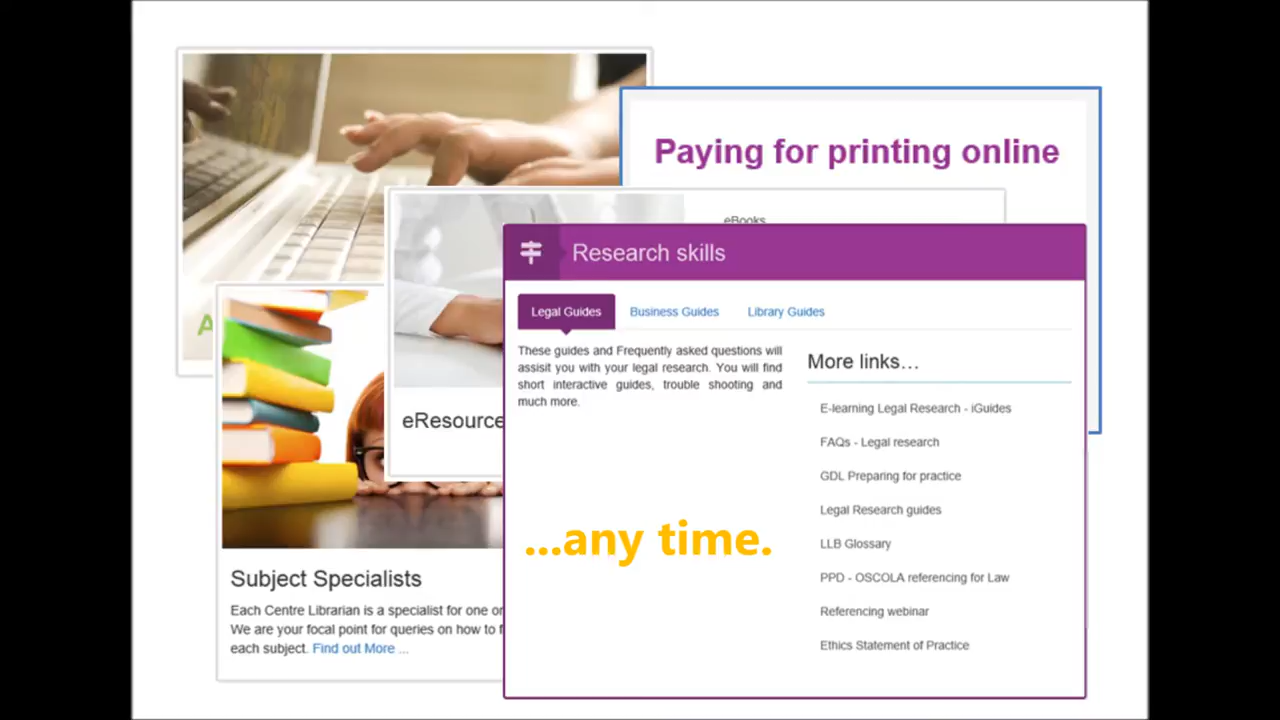 Paying for printing online
eBooks
Research skills
Legal Guides
Business Guides
Library Guides
These guides and Frequently asked questions will
assisit you with your legal research. You will find
short interactive guides, trouble shooting and
much more.
More links...
E-learning Legal Research - iGuides
FAQs - Legal research
GDL Preparing for practice
Legal Research guides
LLB Glossary
PPD - OSCOLA referencing for Law
Referencing webinar
Ethics Statement of Practice
...any time.
A
eResource
Subject Specialists
Each Centre Librarian is a specialist for one or
We are your focal point for queries on how to f
each subject. Find out More ...